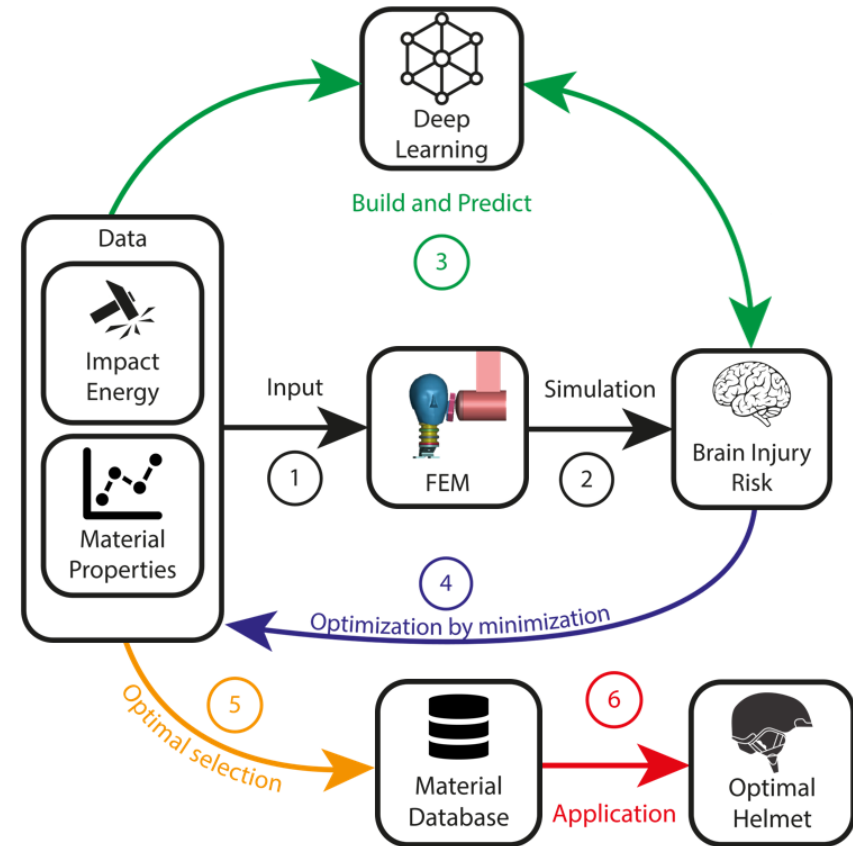 Deep
Learning
Build and Predict
3
Data
Impact
Energy
Material
Properties
Input
1
FEM
Simulation
2
Brain Injury
Risk
4
Optimization by minimization
5
Optimal selection
Material
Database
6
Application
Optimal
Helmet